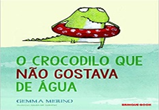 O CROCODILO QUE
NÃO GOSTAVA
DE ÁGUA
GEMMA MERINO